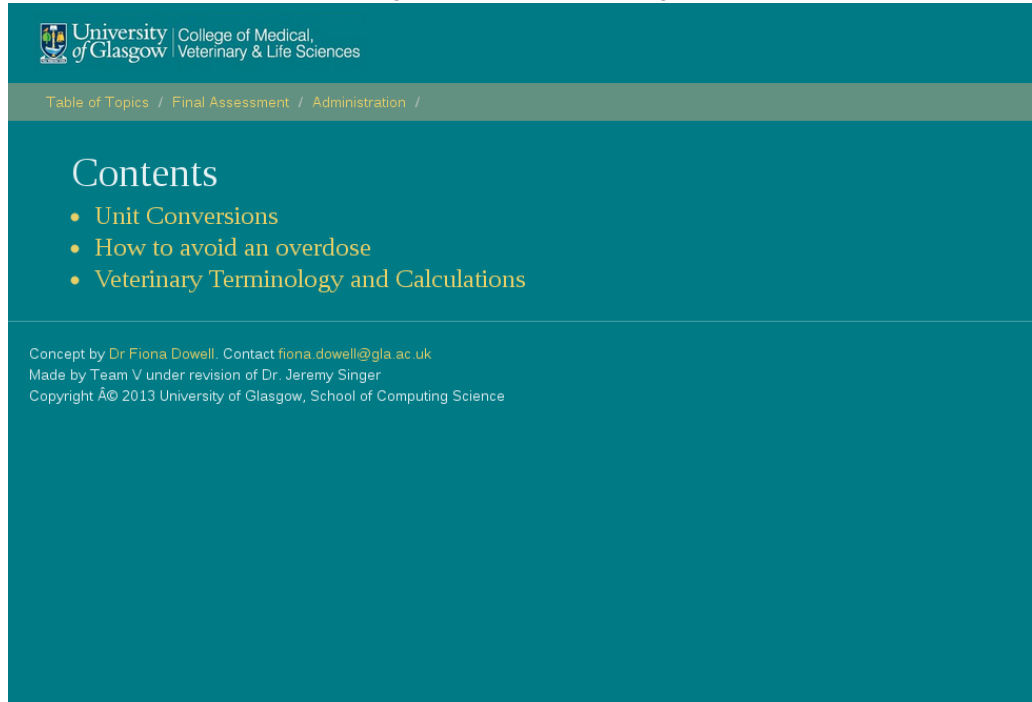 University | College of Medical,
of Glasgow | Veterinary & Life Sciences
Table of Topics / Final Assessment / Administration /
Contents
• Unit Conversions
• How to avoid an overdose
• Veterinary Terminology and Calculations
Concept by Dr Fiona Dowell. Contact fiona.dowell@gla.ac.uk
Made by Team V under revision of Dr. Jeremy Singer
Copyright Â© 2013 University of Glasgow, School of Computing Science